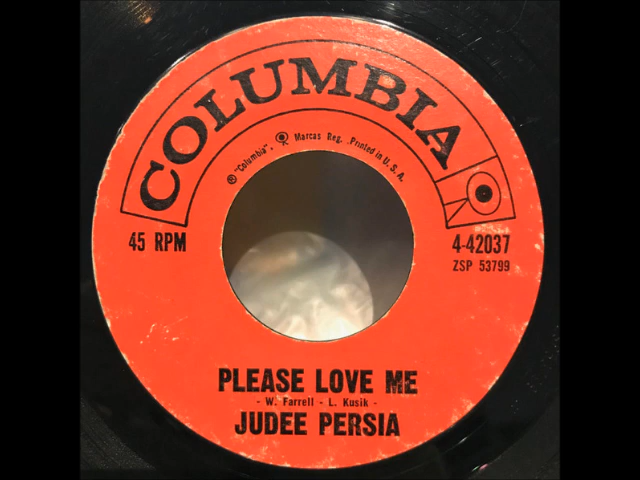 COLUMBIA
® "Columbia", Marcas Reg. Printed in U.S.A.
45 RPM
4-42037
ZSP 53799
PLEASE LOVE ME
- W. Farrell - L. Kusik -
JUDEE PERSIA